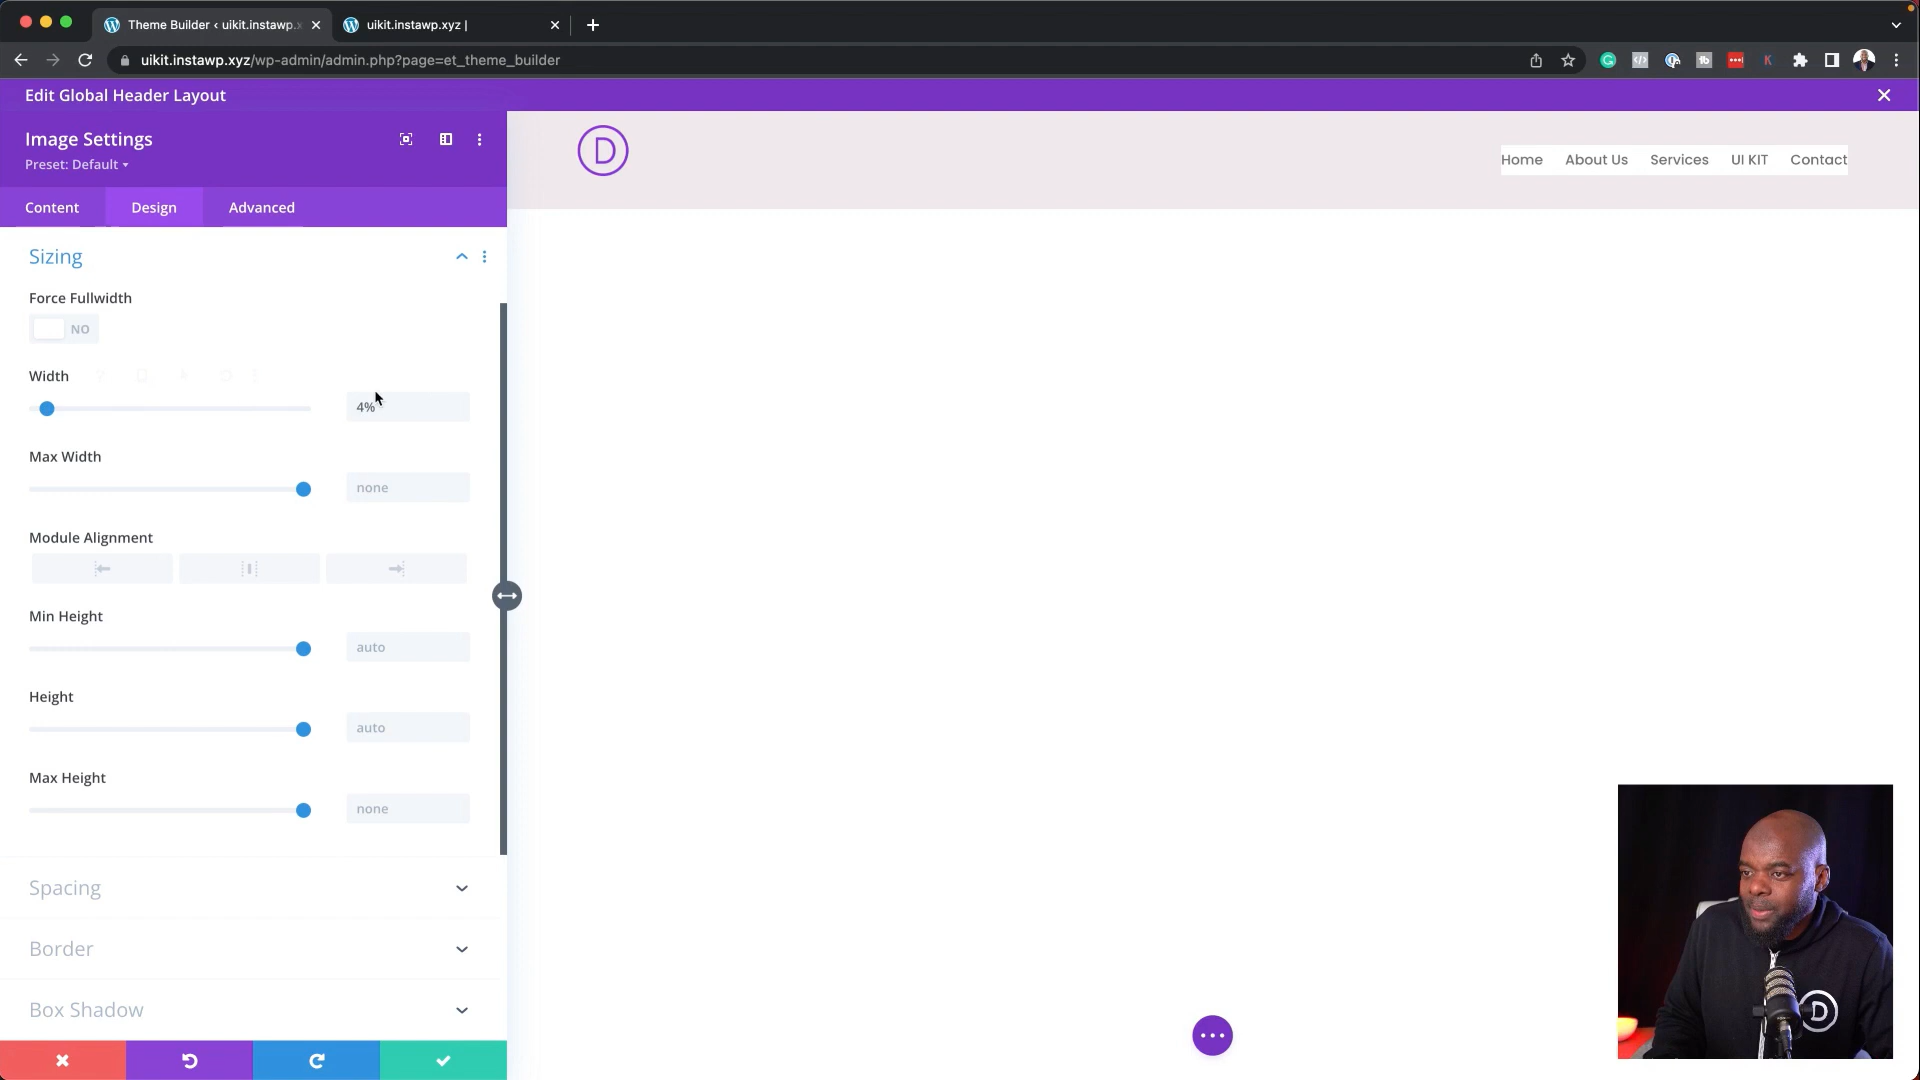 Theme Builder ‹ uikit.instawp.x
uikit.instawp.xyz |
uikit.instawp.xyz/wp-admin/admin.php?page=et_theme_builder
Edit Global Header Layout
Image Settings
Preset: Default
Content
Design
Advanced
Sizing
Force Fullwidth
NO
Width
4%
Max Width
none
Module Alignment
Min Height
auto
Height
auto
Max Height
none
Spacing
Border
Box Shadow
D
Home
About Us
Services
UI KIT
Contact
D